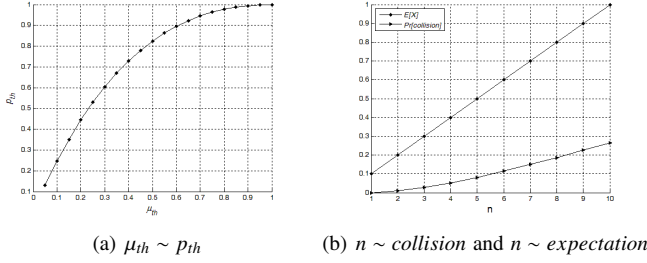 1
0.9
0.8
0.7
0.6
0.5
0.4
0.3
0.2
0.1
p_th
0 0.1 0.2 0.3 0.4 0.5 0.6 0.7 0.8 0.9 1
μ_th
(a) μ_th ~ p_th
E[X]
Pr[collision]
1
0.9
0.8
0.7
0.6
0.5
0.4
0.3
0.2
0.1
0
1 2 3 4 5 6 7 8 9 10
n
(b) n ~ collision and n ~ expectation